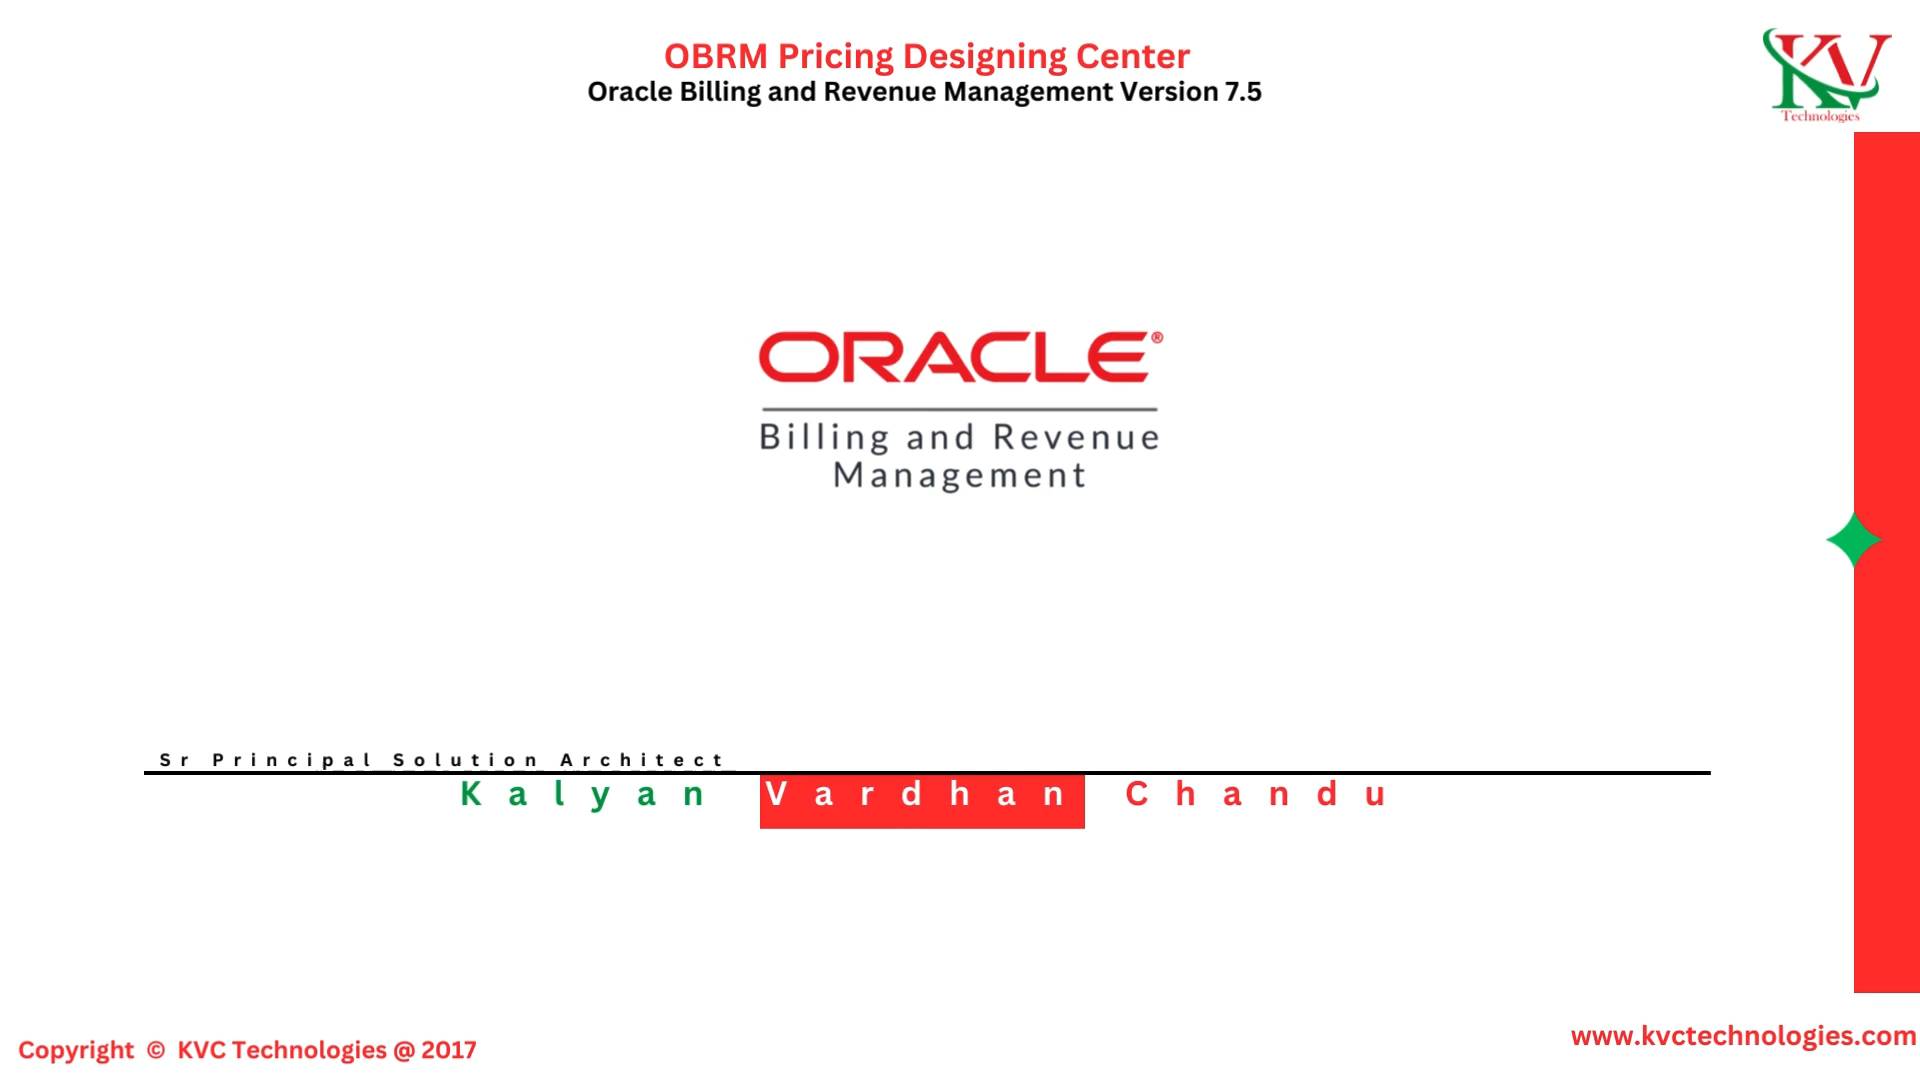 OBRM Pricing Designing Center
Oracle Billing and Revenue Management Version 7.5
KV
Technologies
ORACLE®
Billing and Revenue
Management
Sr Principal Solution Architect
Kalyan Vardhan Chandu
Copyright © KVC Technologies @ 2017
www.kvctechnologies.com